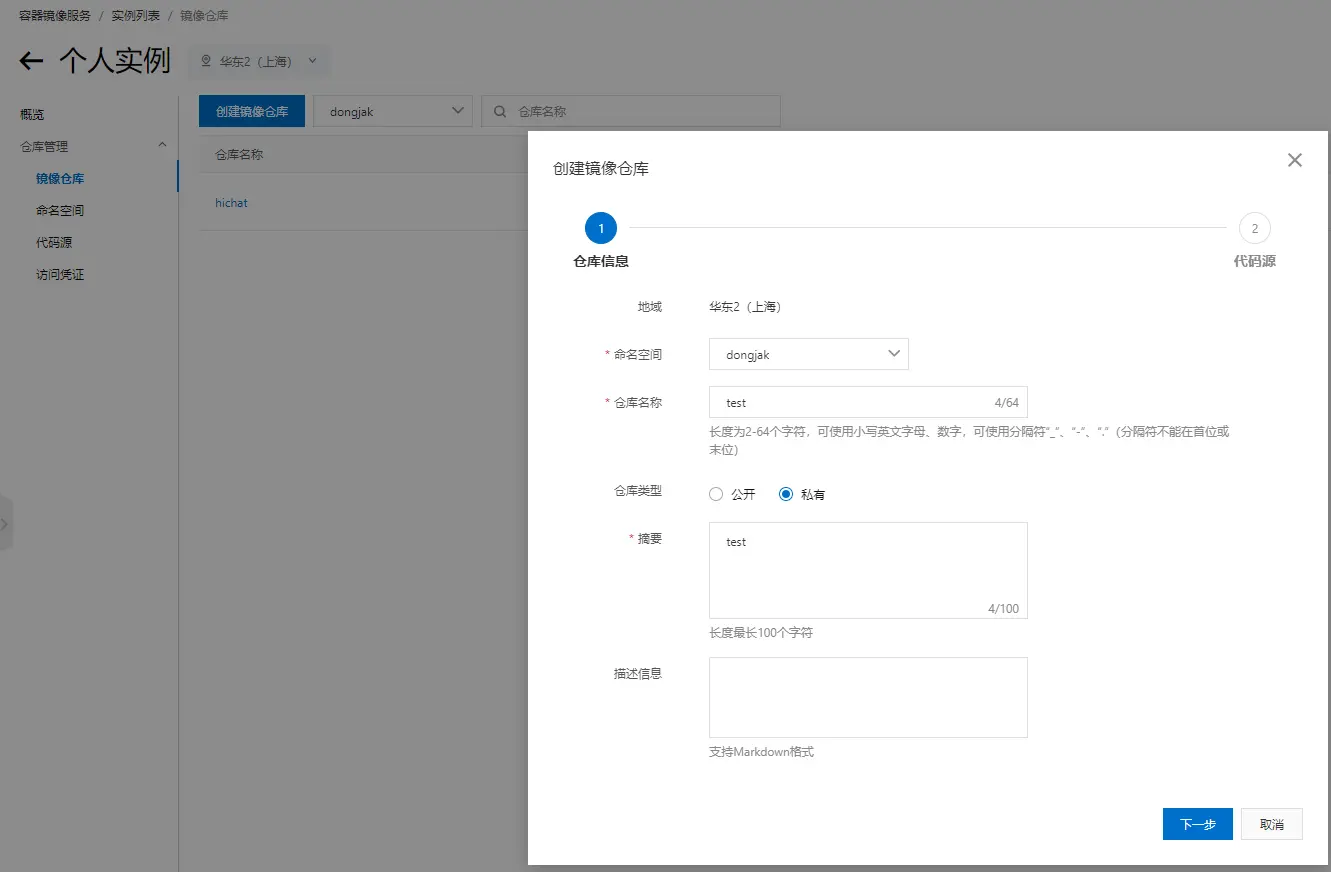 容器镜像服务 / 实例列表 / 镜像仓库
个人实例 华东2（上海）
概览
仓库管理
镜像仓库
命名空间
代码源
访问凭证
创建镜像仓库 dongjak 仓库名称
仓库名称
hichat
创建镜像仓库
1
仓库信息
2
代码源
地域 华东2（上海）
* 命名空间 dongjak
* 仓库名称 test 4/64
长度为2-64个字符，可使用小写英文字母、数字，可使用分隔符“_”、“-”、“.”（分隔符不能在首位或
末位）
仓库类型 公开 私有
* 摘要 test
4/100
长度最长100个字符
描述信息
支持Markdown格式
下一步 取消